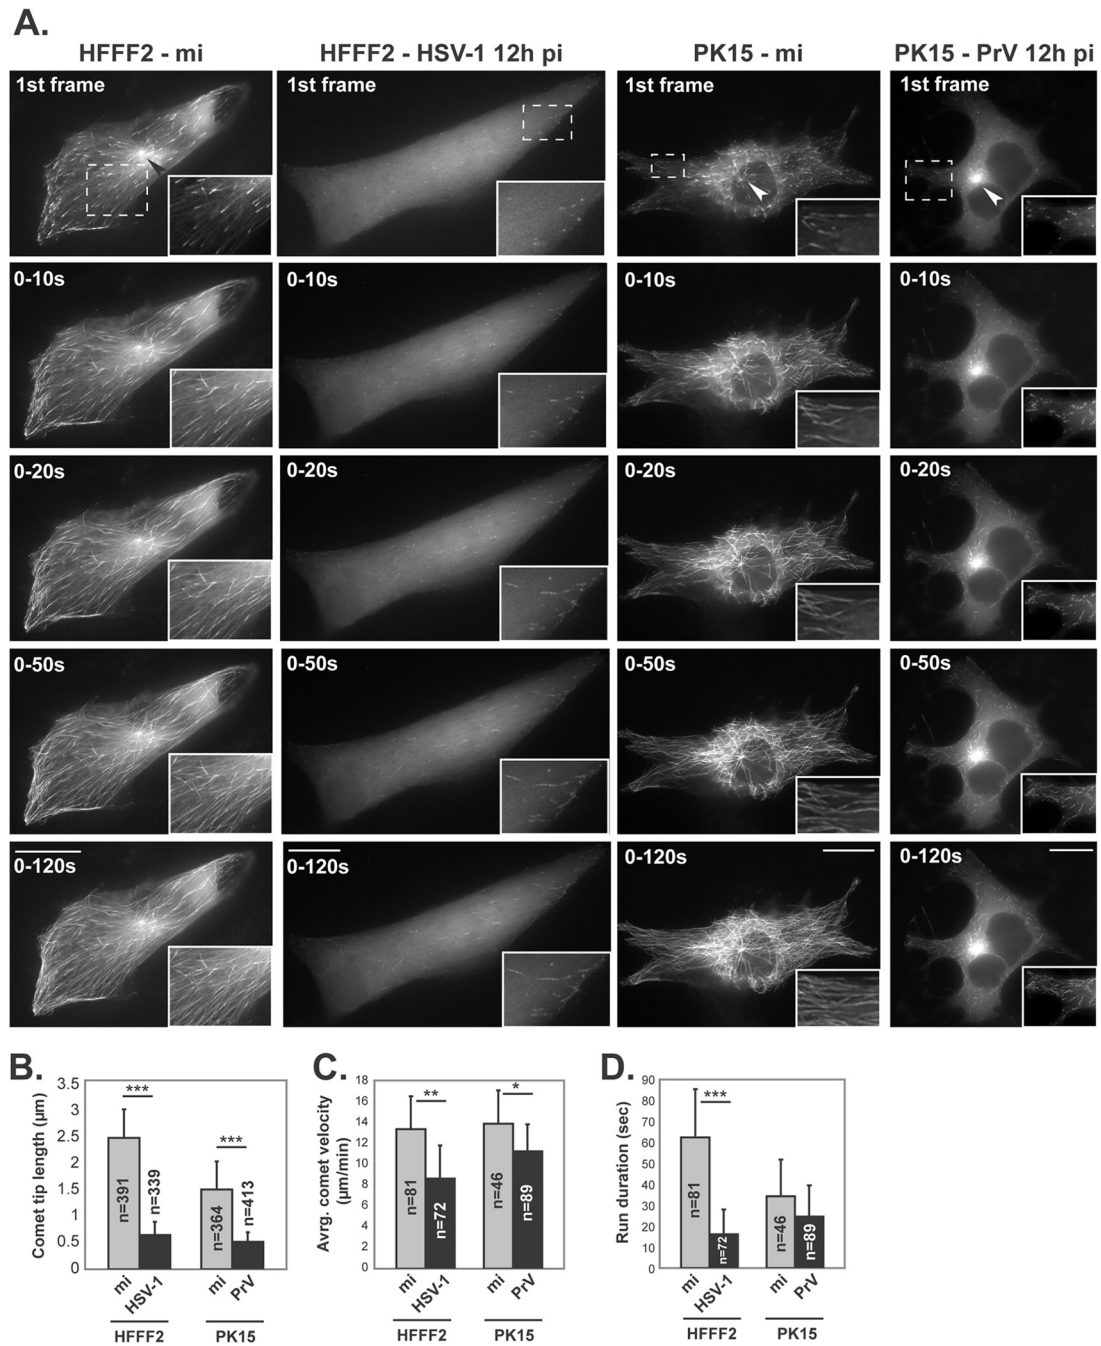 A.
HFFF2 - mi
HFFF2 - HSV-1 12h pi
PK15 - mi
PK15 - PrV 12h pi
1st frame
1st frame
1st frame
1st frame
0-10s
0-10s
0-10s
0-10s
0-20s
0-20s
0-20s
0-20s
0-50s
0-50s
0-50s
0-50s
0-120s
0-120s
0-120s
0-120s
B.
Comet tip length (µm)
3.5
3
2.5
2
1.5
1
0.5
0
***
***
n=391
n=339
n=364
n=413
mi
HSV-1
mi
PrV
HFFF2
PK15
C.
Avrg. comet velocity
(µm/min)
18
16
14
12
10
8
6
4
2
0
**
*
n=81
n=72
n=46
n=89
mi
HSV-1
mi
PrV
HFFF2
PK15
D.
Run duration (sec)
90
80
70
60
50
40
30
20
10
0
***
n=81
n=72
n=46
n=89
mi
HSV-1
mi
PrV
HFFF2
PK15